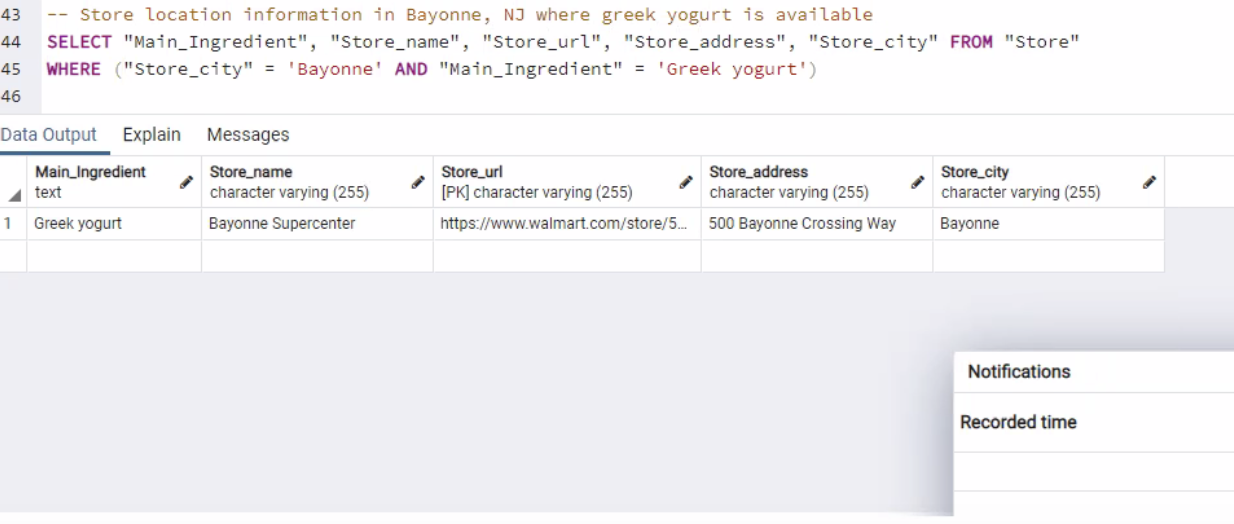 43 -- Store location information in Bayonne, NJ where greek yogurt is available
44 SELECT "Main_Ingredient", "Store_name", "Store_url", "Store_address", "Store_city" FROM "Store"
45 WHERE ("Store_city" = 'Bayonne' AND "Main_Ingredient" = 'Greek yogurt')
46
Data Output Explain Messages
Main_Ingredient Store_name Store_url Store_address Store_city
text character varying (255) [PK] character varying (255) character varying (255) character varying (255)
1 Greek yogurt Bayonne Supercenter https://www.walmart.com/store/5... 500 Bayonne Crossing Way Bayonne
Notifications
Recorded time